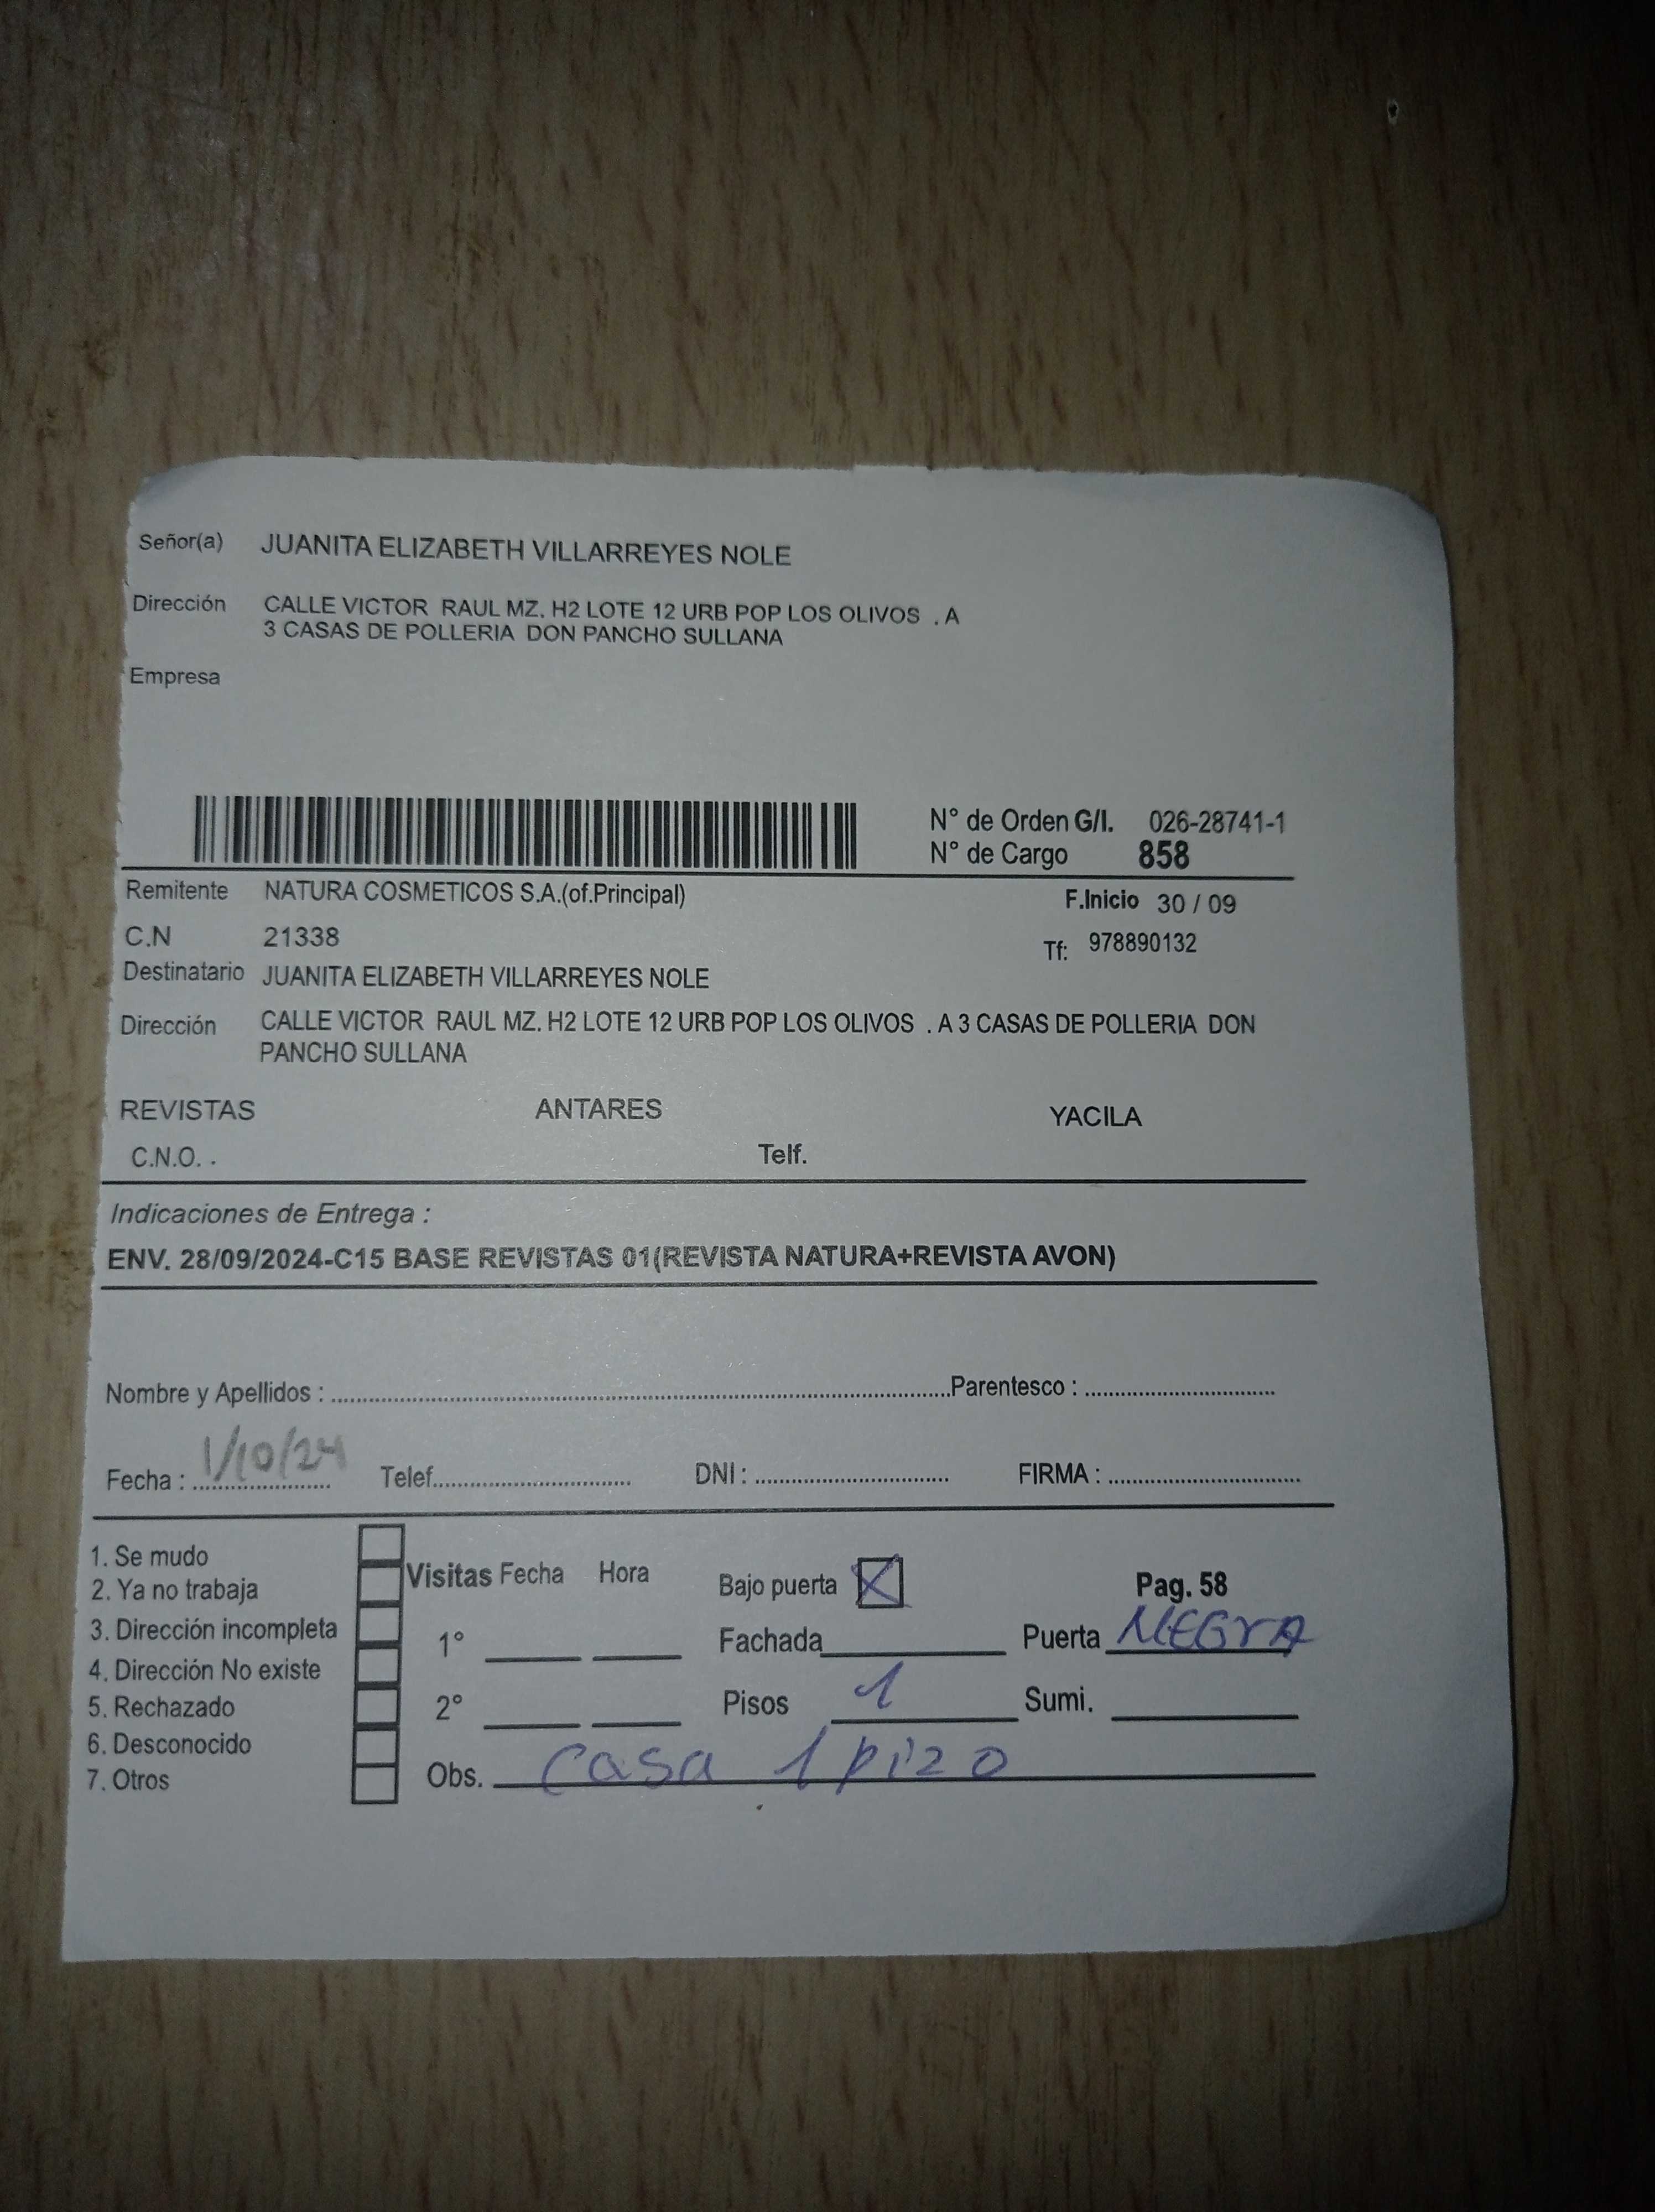 Señor(a) JUANITA ELIZABETH VILLARREYES NOLE
Dirección CALLE VICTOR RAUL MZ. H2 LOTE 12 URB POP LOS OLIVOS . A
3 CASAS DE POLLERIA DON PANCHO SULLANA
Empresa
N° de Orden G/I. 026-28741-1
N° de Cargo 858
Remitente NATURA COSMETICOS S.A.(of.Principal) F.Inicio 30 / 09
C.N 21338 Tf: 978890132
Destinatario JUANITA ELIZABETH VILLARREYES NOLE
Dirección CALLE VICTOR RAUL MZ. H2 LOTE 12 URB POP LOS OLIVOS . A 3 CASAS DE POLLERIA DON
PANCHO SULLANA
REVISTAS ANTARES YACILA
C.N.O. . Telf.
Indicaciones de Entrega :
ENV. 28/09/2024-C15 BASE REVISTAS 01(REVISTA NATURA+REVISTA AVON)
Nombre y Apellidos : Parentesco :
Fecha : 1/10/24 Telef. DNI : FIRMA :
1. Se mudo
2. Ya no trabaja
3. Dirección incompleta
4. Dirección No existe
5. Rechazado
6. Desconocido
7. Otros
Visitas Fecha Hora Bajo puerta X Pag. 58
1° Fachada Puerta NEGrA
2° Pisos 1 Sumi.
Obs. casa 1 pizo